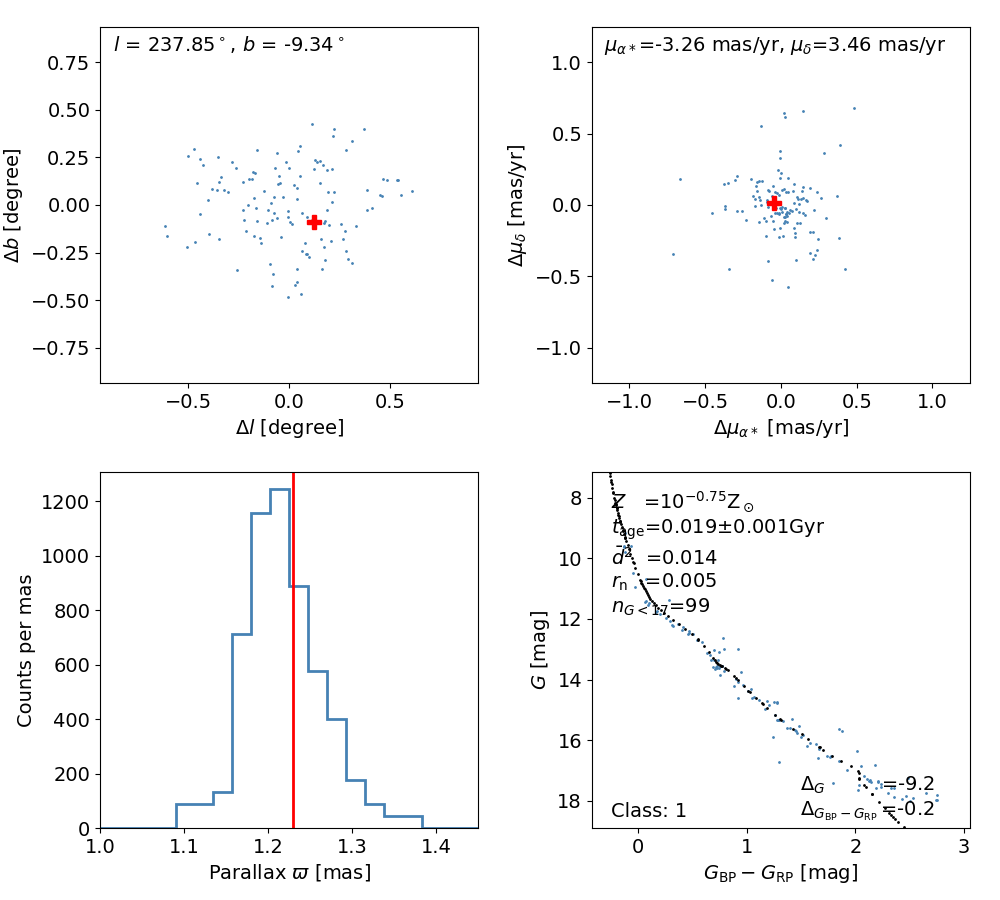 l = 237.85°, b = -9.34°
0.75
0.50
0.25
0.00
−0.25
−0.50
−0.75
Δb [degree]
−0.5 0.0 0.5
Δl [degree]
μα*=-3.26 mas/yr, μδ=3.46 mas/yr
1.0
0.5
0.0
−0.5
−1.0
Δμδ [mas/yr]
−1.0 −0.5 0.0 0.5 1.0
Δμα* [mas/yr]
1200
1000
800
600
400
200
0
Counts per mas
1.0 1.1 1.2 1.3 1.4
Parallax ϖ [mas]
Z =10^−0.75 Z⊙
tage=0.019±0.001Gyr
d̄² =0.014
rn =0.005
nG<17=99
ΔG =-9.2
ΔGBP−GRP =-0.2
Class: 1
8
10
12
14
16
18
G [mag]
0 1 2 3
GBP − GRP [mag]